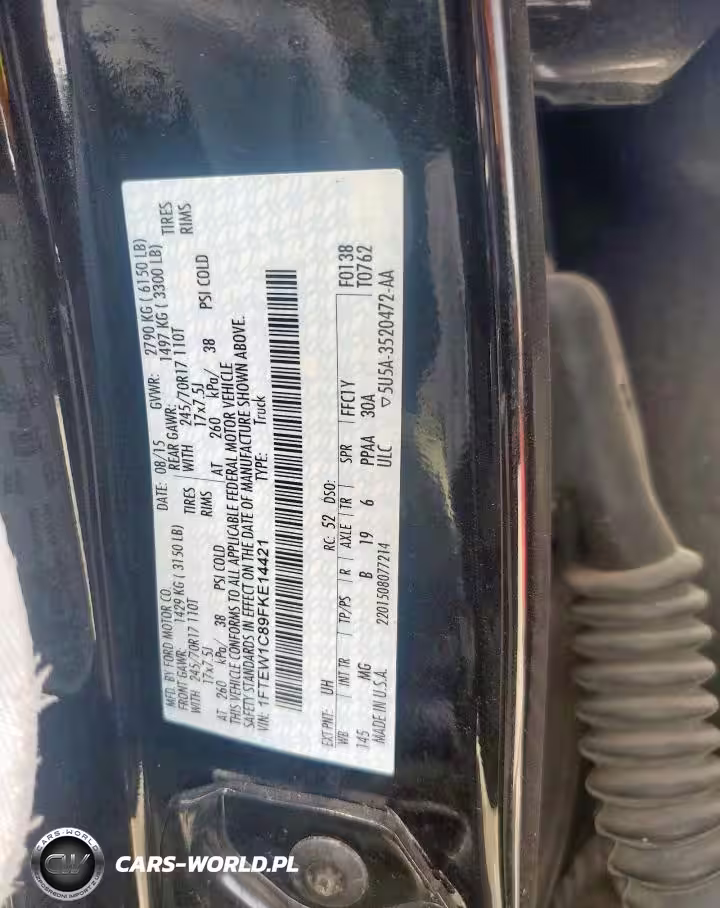 MFD. BY FORD MOTOR CO.
DATE: 08/15 GVWR: 2790 KG ( 6150 LB)
FRONT GAWR: 1429 KG ( 3150 LB) REAR GAWR: 1497 KG ( 3300 LB)
WITH 245/70R17 110T TIRES WITH 245/70R17 110T TIRES
17x7.5J RIMS 17x7.5J RIMS
AT 260 kPa/ 38 PSI COLD AT 260 kPa/ 38 PSI COLD
THIS VEHICLE CONFORMS TO ALL APPLICABLE FEDERAL MOTOR VEHICLE
SAFETY STANDARDS IN EFFECT ON THE DATE OF MANUFACTURE SHOWN ABOVE.
VIN: 1FTEW1C89FKE14421 TYPE: Truck
F0138
EXT PNT: UH RC: 52 DSO: T0762
WB INT TR TP/PS R AXLE TR SPR FFCTY
145 MG B 19 6 PPAA 30A
MADE IN U.S.A. 2201508077214 ULC ▽5U5A-3520472-AA
CARS-WORLD
CW
CARS-WORLD.PL